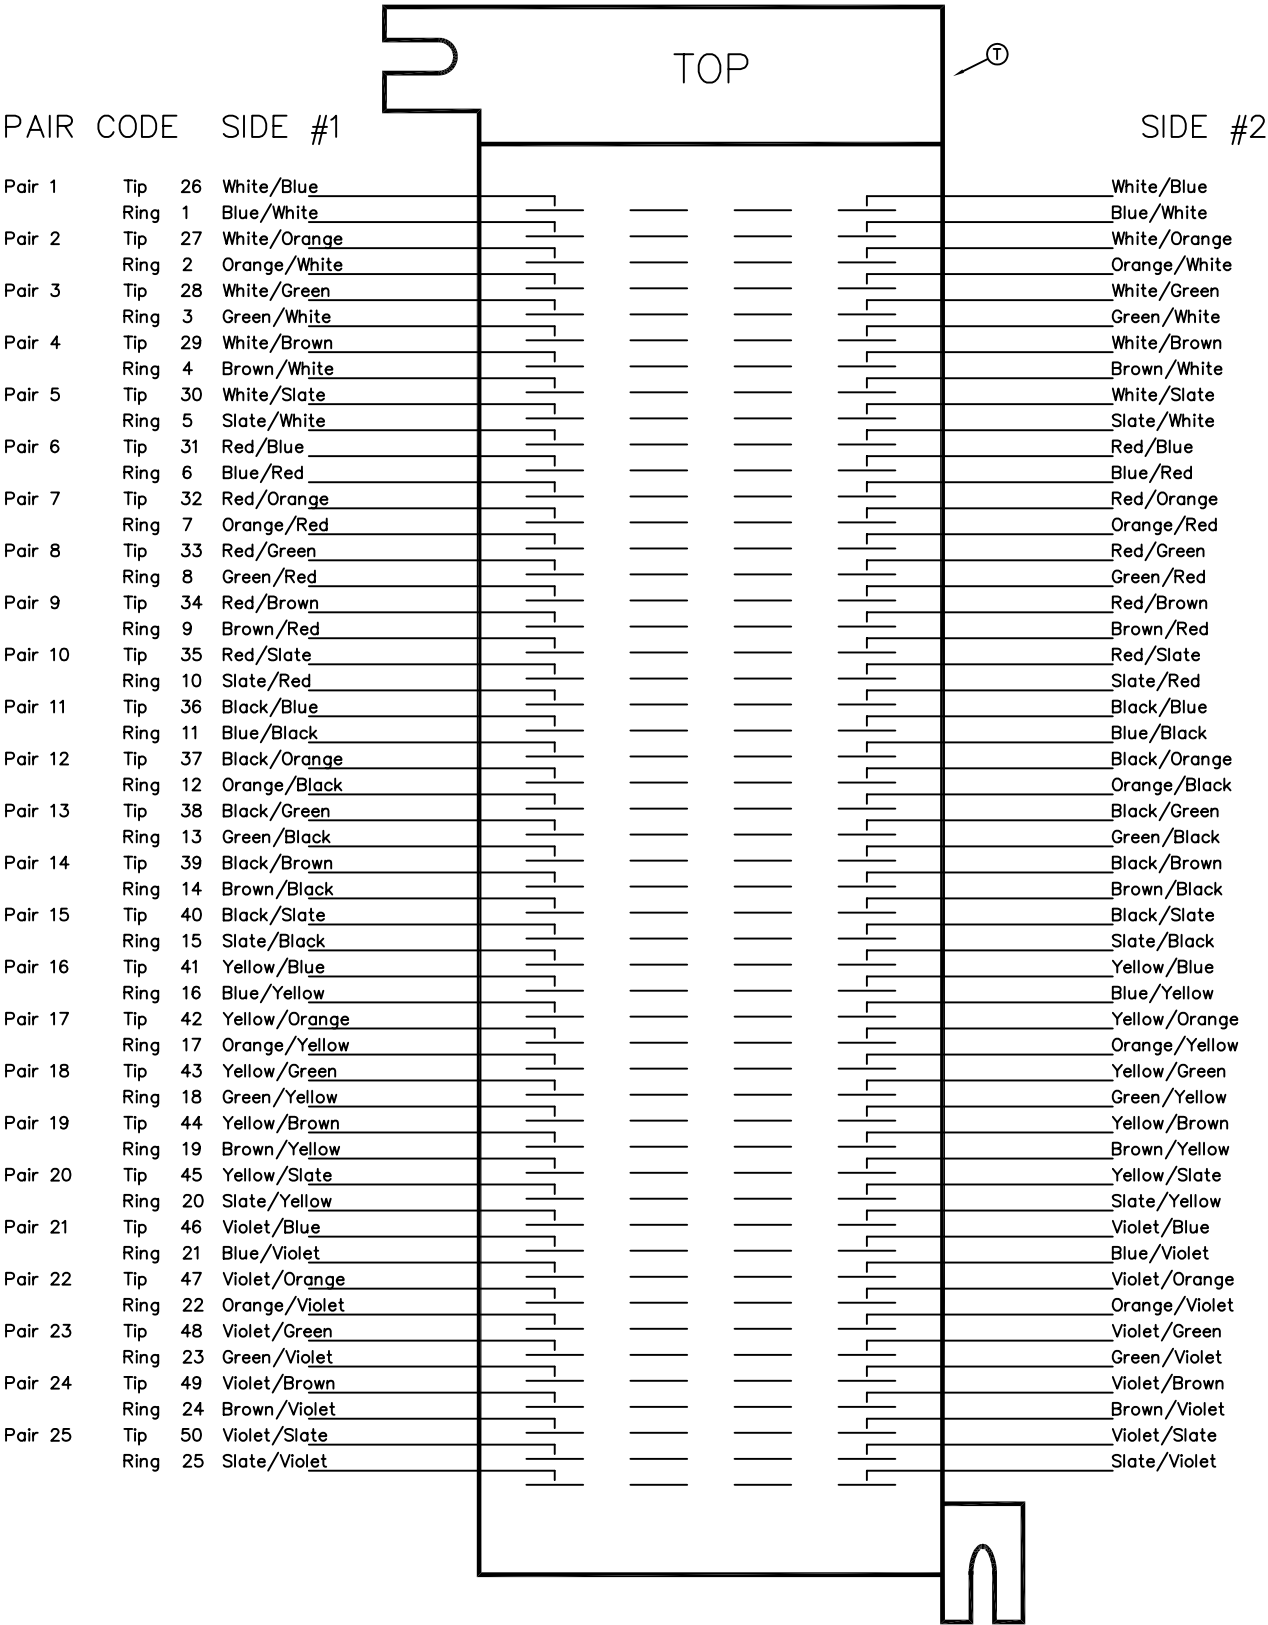 TOP
T
PAIR CODE SIDE #1 SIDE #2
Pair 1 Tip 26 White/Blue White/Blue
Ring 1 Blue/White Blue/White
Pair 2 Tip 27 White/Orange White/Orange
Ring 2 Orange/White Orange/White
Pair 3 Tip 28 White/Green White/Green
Ring 3 Green/White Green/White
Pair 4 Tip 29 White/Brown White/Brown
Ring 4 Brown/White Brown/White
Pair 5 Tip 30 White/Slate White/Slate
Ring 5 Slate/White Slate/White
Pair 6 Tip 31 Red/Blue Red/Blue
Ring 6 Blue/Red Blue/Red
Pair 7 Tip 32 Red/Orange Red/Orange
Ring 7 Orange/Red Orange/Red
Pair 8 Tip 33 Red/Green Red/Green
Ring 8 Green/Red Green/Red
Pair 9 Tip 34 Red/Brown Red/Brown
Ring 9 Brown/Red Brown/Red
Pair 10 Tip 35 Red/Slate Red/Slate
Ring 10 Slate/Red Slate/Red
Pair 11 Tip 36 Black/Blue Black/Blue
Ring 11 Blue/Black Blue/Black
Pair 12 Tip 37 Black/Orange Black/Orange
Ring 12 Orange/Black Orange/Black
Pair 13 Tip 38 Black/Green Black/Green
Ring 13 Green/Black Green/Black
Pair 14 Tip 39 Black/Brown Black/Brown
Ring 14 Brown/Black Brown/Black
Pair 15 Tip 40 Black/Slate Black/Slate
Ring 15 Slate/Black Slate/Black
Pair 16 Tip 41 Yellow/Blue Yellow/Blue
Ring 16 Blue/Yellow Blue/Yellow
Pair 17 Tip 42 Yellow/Orange Yellow/Orange
Ring 17 Orange/Yellow Orange/Yellow
Pair 18 Tip 43 Yellow/Green Yellow/Green
Ring 18 Green/Yellow Green/Yellow
Pair 19 Tip 44 Yellow/Brown Yellow/Brown
Ring 19 Brown/Yellow Brown/Yellow
Pair 20 Tip 45 Yellow/Slate Yellow/Slate
Ring 20 Slate/Yellow Slate/Yellow
Pair 21 Tip 46 Violet/Blue Violet/Blue
Ring 21 Blue/Violet Blue/Violet
Pair 22 Tip 47 Violet/Orange Violet/Orange
Ring 22 Orange/Violet Orange/Violet
Pair 23 Tip 48 Violet/Green Violet/Green
Ring 23 Green/Violet Green/Violet
Pair 24 Tip 49 Violet/Brown Violet/Brown
Ring 24 Brown/Violet Brown/Violet
Pair 25 Tip 50 Violet/Slate Violet/Slate
Ring 25 Slate/Violet Slate/Violet